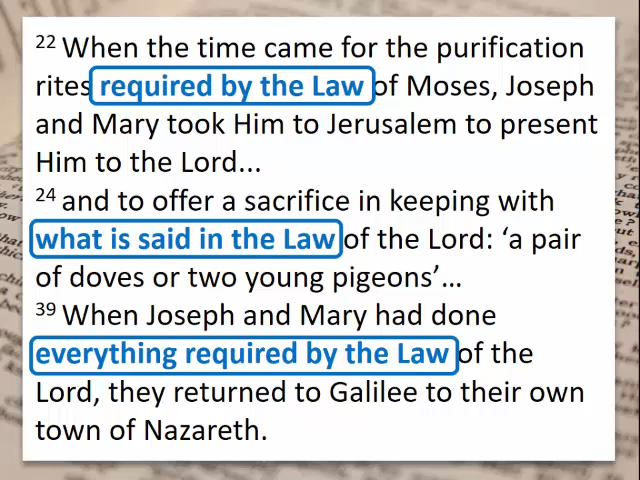 22 When the time came for the purification
rites required by the Law of Moses, Joseph
and Mary took Him to Jerusalem to present
Him to the Lord...
24 and to offer a sacrifice in keeping with
what is said in the Law of the Lord: ‘a pair
of doves or two young pigeons’...
39 When Joseph and Mary had done
everything required by the Law of the
Lord, they returned to Galilee to their own
town of Nazareth.